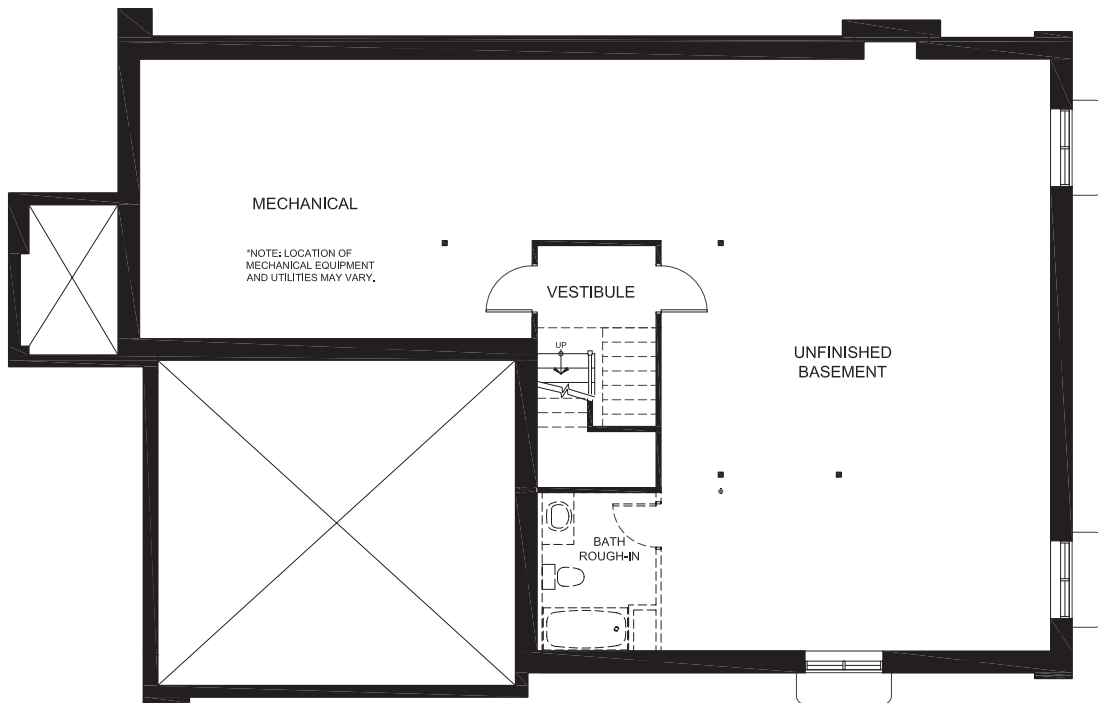 MECHANICAL
*NOTE: LOCATION OF
MECHANICAL EQUIPMENT
AND UTILITIES MAY VARY.
VESTIBULE
UP
UNFINISHED
BASEMENT
BATH
ROUGH-IN